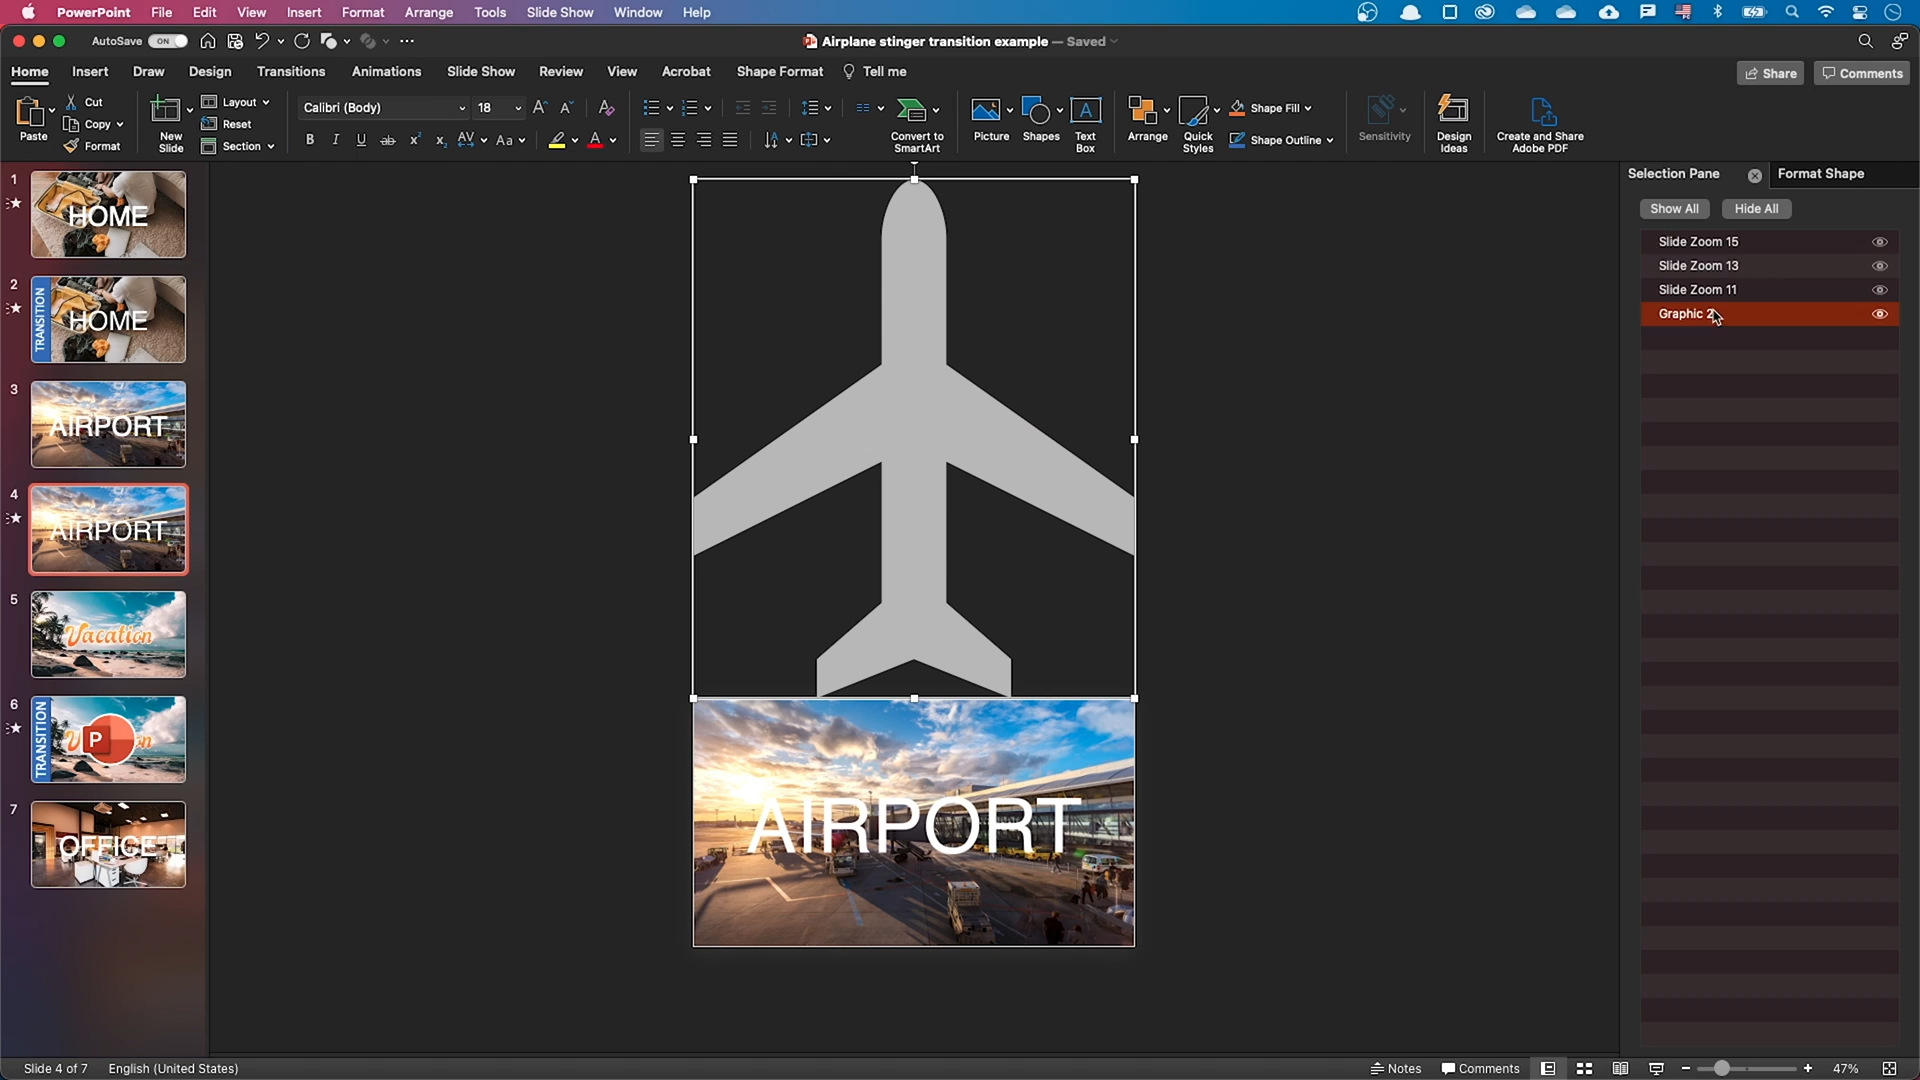 PowerPoint File Edit View Insert Format Arrange Tools Slide Show Window Help
AutoSave ON Airplane stinger transition example — Saved
Home Insert Draw Design Transitions Animations Slide Show Review View Acrobat Shape Format Tell me Share Comments
Paste Cut Copy Format
New Slide Layout Reset Section
Calibri (Body) 18
Convert to SmartArt
Picture Shapes Text Box
Arrange Quick Styles Shape Fill Shape Outline
Sensitivity Design Ideas Create and Share Adobe PDF
1 HOME
2 TRANSITION HOME
3 AIRPORT
4 AIRPORT
5 Vacation
6 TRANSITION P
7 OFFICE
AIRPORT
Selection Pane Format Shape
Show All Hide All
Slide Zoom 15
Slide Zoom 13
Slide Zoom 11
Graphic 2
Slide 4 of 7 English (United States) Notes Comments 47%